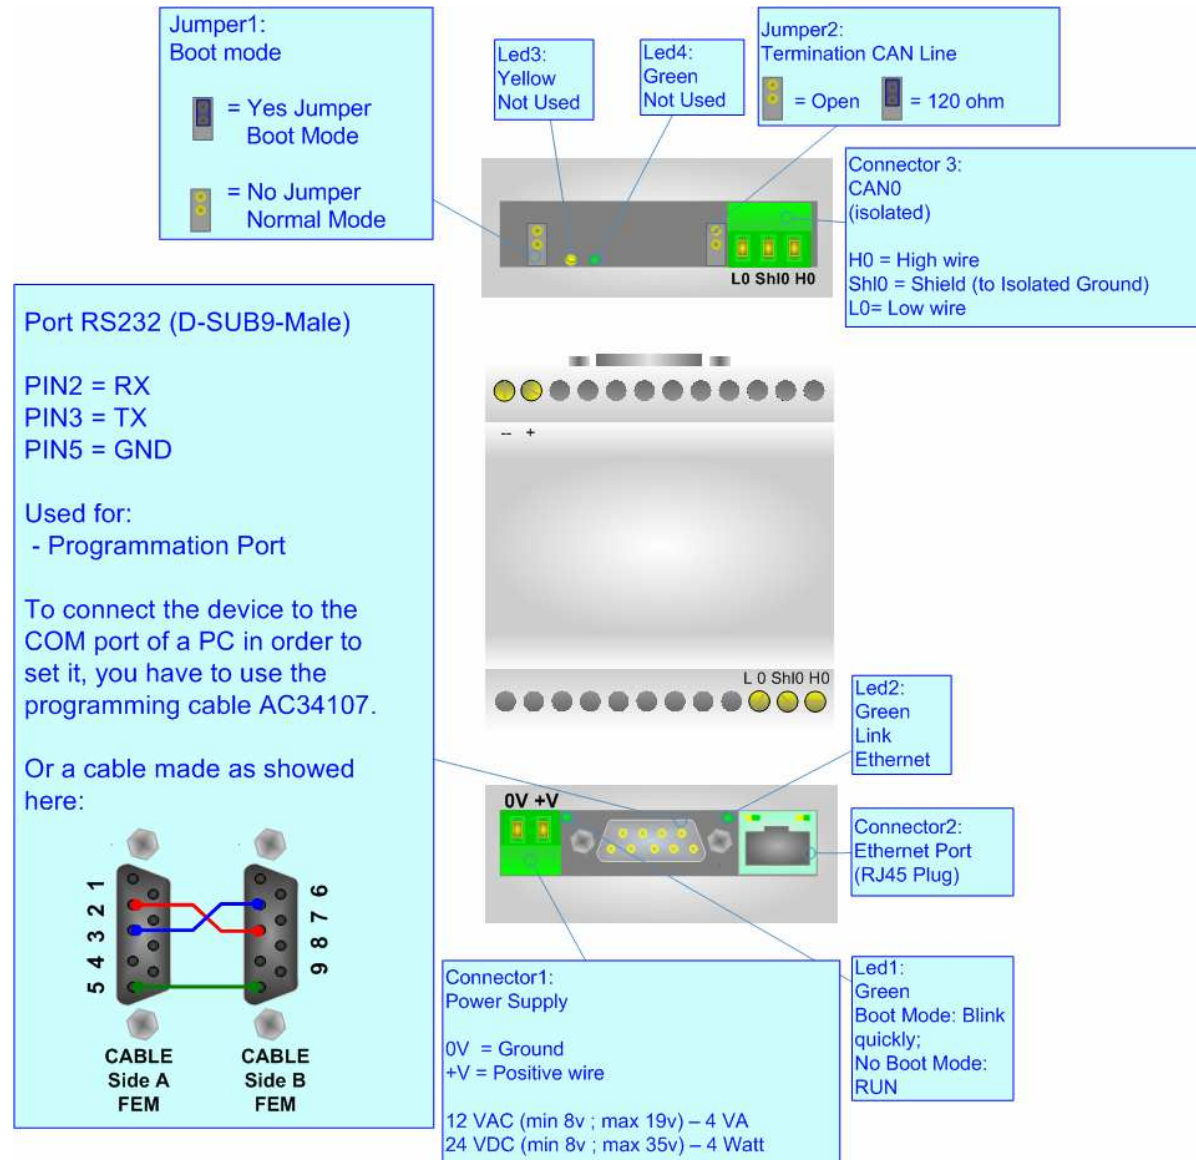 Jumper1:
Boot mode
= Yes Jumper
Boot Mode
= No Jumper
Normal Mode
Led3:
Yellow
Not Used
Led4:
Green
Not Used
Jumper2:
Termination CAN Line
= Open
= 120 ohm
Connector 3:
CAN0
(isolated)
H0 = High wire
Shl0 = Shield (to Isolated Ground)
L0= Low wire
L0 Shl0 H0
Port RS232 (D-SUB9-Male)
PIN2 = RX
PIN3 = TX
PIN5 = GND
Used for:
- Programmation Port
To connect the device to the
COM port of a PC in order to
set it, you have to use the
programming cable AC34107.
Or a cable made as showed
here:
1
2
3
4
5
6
7
8
9
CABLE
Side A
FEM
CABLE
Side B
FEM
-- +
L 0 Shl0 H0
Led2:
Green
Link
Ethernet
0V +V
Connector2:
Ethernet Port
(RJ45 Plug)
Connector1:
Power Supply
0V = Ground
+V = Positive wire
12 VAC (min 8v ; max 19v) – 4 VA
24 VDC (min 8v ; max 35v) – 4 Watt
Led1:
Green
Boot Mode: Blink
quickly;
No Boot Mode:
RUN